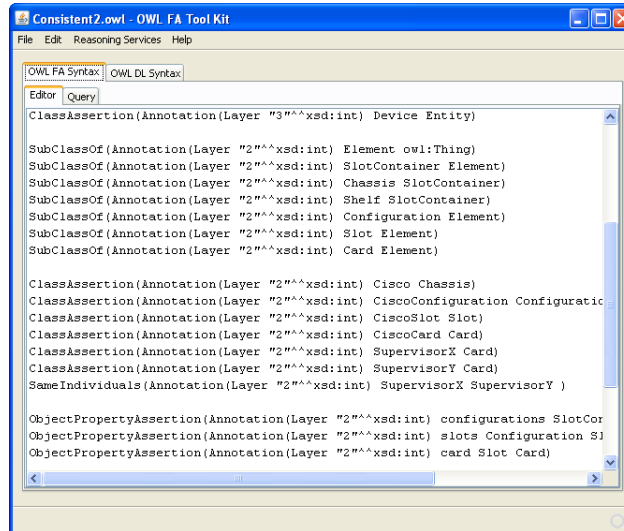 Consistent2.owl - OWL FA Tool Kit
File Edit Reasoning Services Help
OWL FA Syntax OWL DL Syntax
Editor Query
ClassAssertion(Annotation(Layer "3"^^xsd:int) Device Entity)
SubClassOf(Annotation(Layer "2"^^xsd:int) Element owl:Thing)
SubClassOf(Annotation(Layer "2"^^xsd:int) SlotContainer Element)
SubClassOf(Annotation(Layer "2"^^xsd:int) Chassis SlotContainer)
SubClassOf(Annotation(Layer "2"^^xsd:int) Shelf SlotContainer)
SubClassOf(Annotation(Layer "2"^^xsd:int) Configuration Element)
SubClassOf(Annotation(Layer "2"^^xsd:int) Slot Element)
SubClassOf(Annotation(Layer "2"^^xsd:int) Card Element)
ClassAssertion(Annotation(Layer "2"^^xsd:int) Cisco Chassis)
ClassAssertion(Annotation(Layer "2"^^xsd:int) CiscoConfiguration Configuratic
ClassAssertion(Annotation(Layer "2"^^xsd:int) CiscoSlot Slot)
ClassAssertion(Annotation(Layer "2"^^xsd:int) CiscoCard Card)
ClassAssertion(Annotation(Layer "2"^^xsd:int) SupervisorX Card)
ClassAssertion(Annotation(Layer "2"^^xsd:int) SupervisorY Card)
SameIndividuals(Annotation(Layer "2"^^xsd:int) SupervisorX SupervisorY )
ObjectPropertyAssertion(Annotation(Layer "2"^^xsd:int) configurations SlotCor
ObjectPropertyAssertion(Annotation(Layer "2"^^xsd:int) slots Configuration Sl
ObjectPropertyAssertion(Annotation(Layer "2"^^xsd:int) card Slot Card)